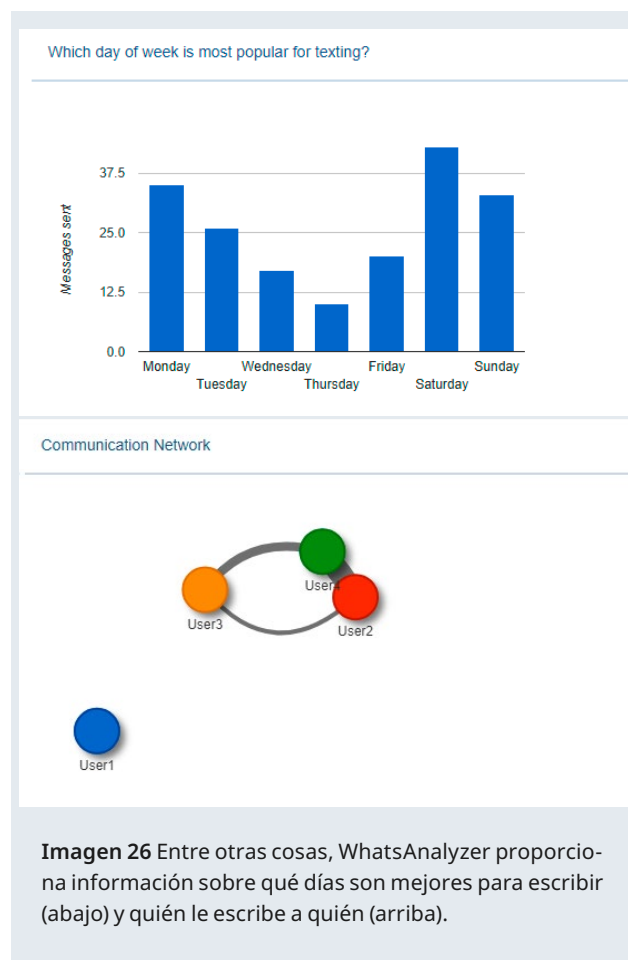 Which day of week is most popular for texting?
Messages sent
37.5
25.0
12.5
0.0
Monday
Tuesday
Wednesday
Thursday
Friday
Saturday
Sunday
Communication Network
User4
User3
User2
User1
Imagen 26 Entre otras cosas, WhatsAnalyzer proporcio-
na información sobre qué días son mejores para escribir
(abajo) y quién le escribe a quién (arriba).